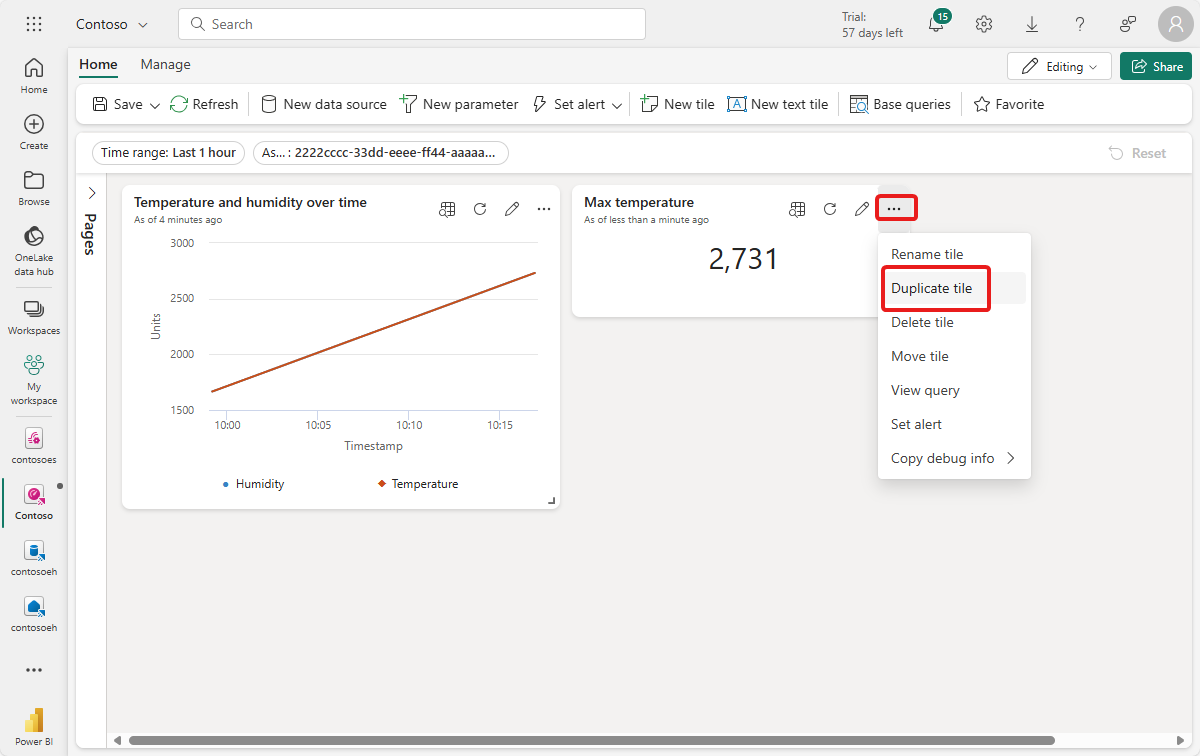 Contoso
Search
Trial:
57 days left
15
Home
Manage
Editing
Share
Save
Refresh
New data source
New parameter
Set alert
New tile
New text tile
Base queries
Favorite
Time range: Last 1 hour
As... : 2222cccc-33dd-eeee-ff44-aaaaa...
Reset
Home
Create
Browse
OneLake
data hub
Workspaces
My
workspace
contosoes
Contoso
contosoeh
contosoeh
Power BI
Pages
Temperature and humidity over time
As of 4 minutes ago
3000
2500
2000
1500
Units
10:00
10:05
10:10
10:15
Timestamp
Humidity
Temperature
Max temperature
As of less than a minute ago
2,731
Rename tile
Duplicate tile
Delete tile
Move tile
View query
Set alert
Copy debug info